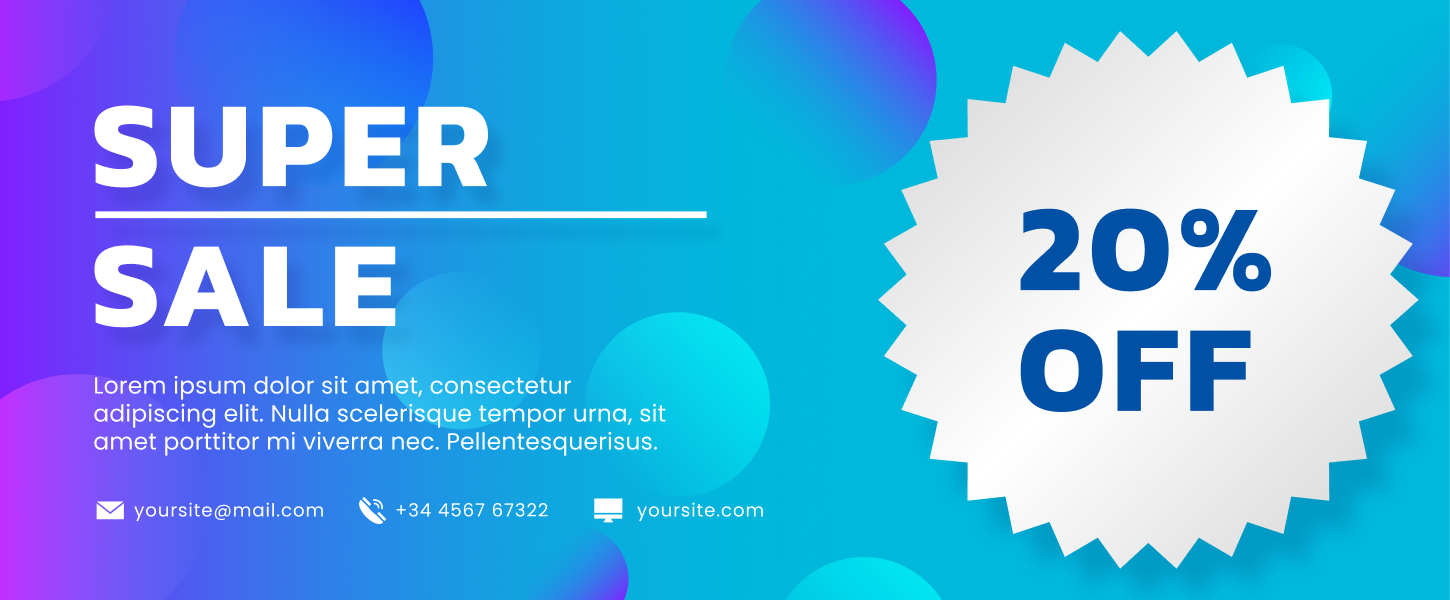 SUPER
SALE
Lorem ipsum dolor sit amet, consectetur
adipiscing elit. Nulla scelerisque tempor urna, sit
amet porttitor mi viverra nec. Pellentesquerisus.
yoursite@mail.com +34 4567 67322 yoursite.com
20%
OFF